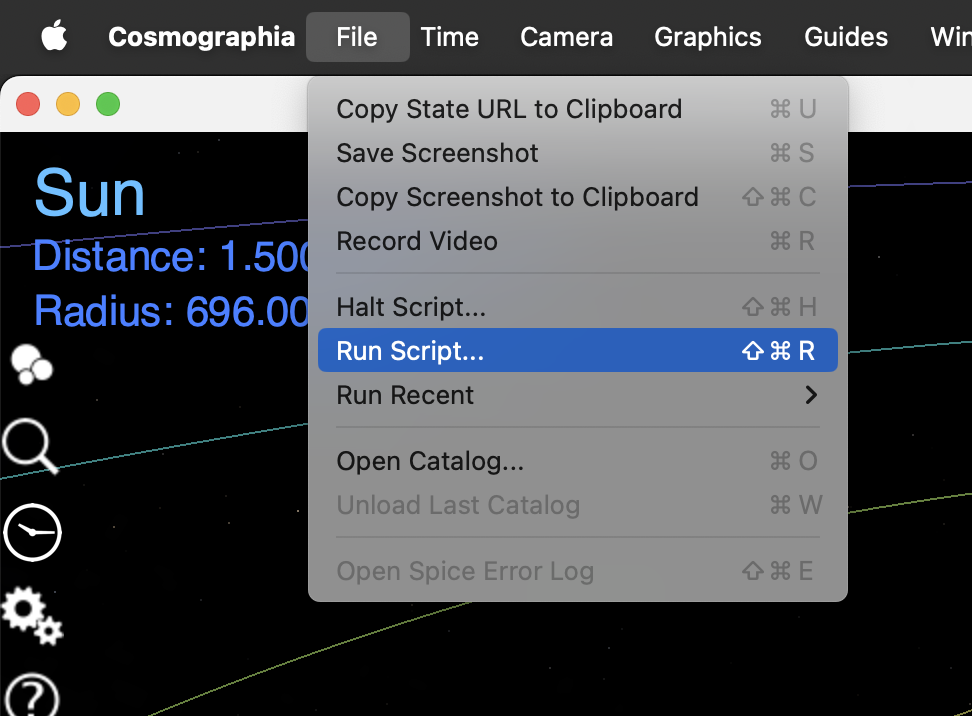 Cosmographia File Time Camera Graphics Guides
Sun
Distance: 1.500
Radius: 696.00
Copy State URL to Clipboard ⌘ U
Save Screenshot ⌘ S
Copy Screenshot to Clipboard ⇧ ⌘ C
Record Video ⌘ R
Halt Script... ⇧ ⌘ H
Run Script... ⇧ ⌘ R
Run Recent
Open Catalog... ⌘ O
Unload Last Catalog ⌘ W
Open Spice Error Log ⇧ ⌘ E
?